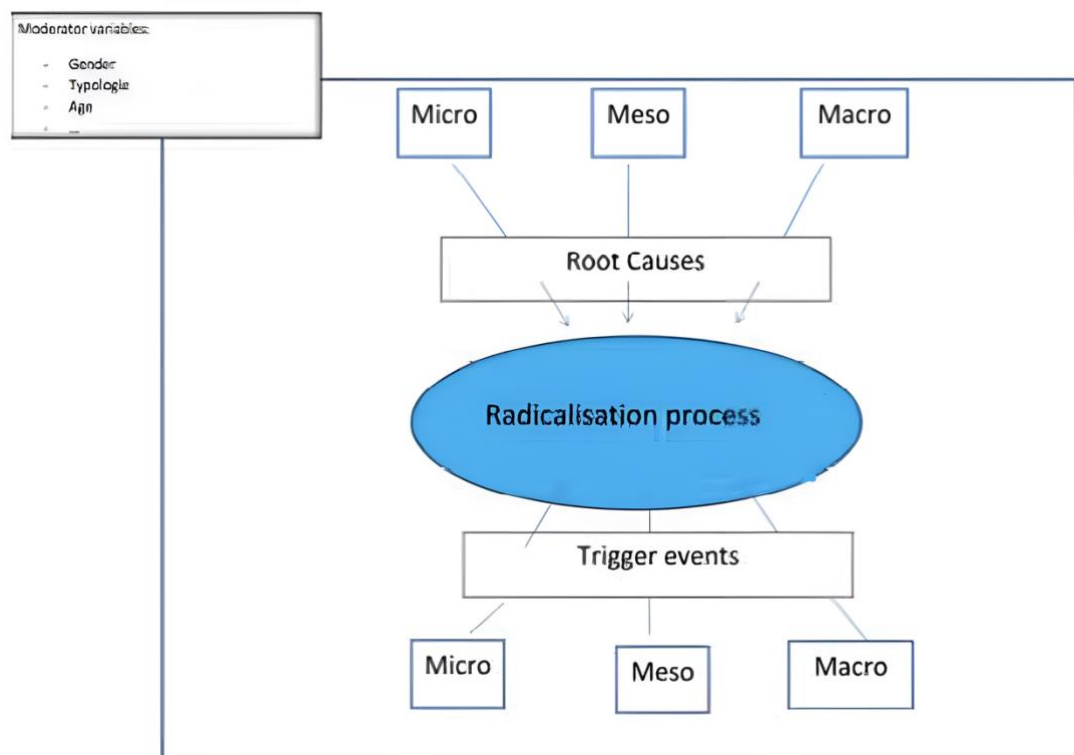 Moderator variables:
- Gender
- Typologie
- Age
- ...
Micro Meso Macro
Root Causes
Radicalisation process
Trigger events
Micro Meso Macro